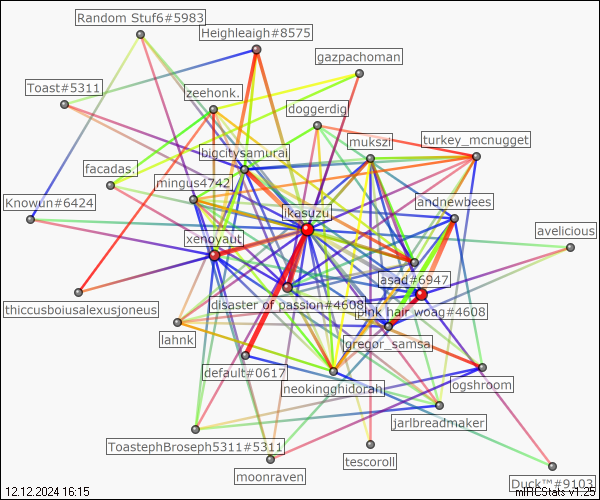 Random Stuf6#5983
Heighleaigh#8575
gazpachoman
Toast#5311
zeehonk.
doggerdig
mukszi
turkey_mcnugget
bigcitysamurai
facadas.
mingus4742
Knowun#6424
ikasuzu
andnewbees
xenoyaut
avelicious
asad#6947
thiccusboiusalexusjoneus
disaster of passion#4608
pink hair woag#4608
lahnk
gregor_samsa
default#0617
neokingghidorah
ogshroom
jarlbreadmaker
ToastephBroseph5311#5311
tescoroll
moonraven
Duck™#9103
12.12.2024 16:15
mIRCStats v1.25